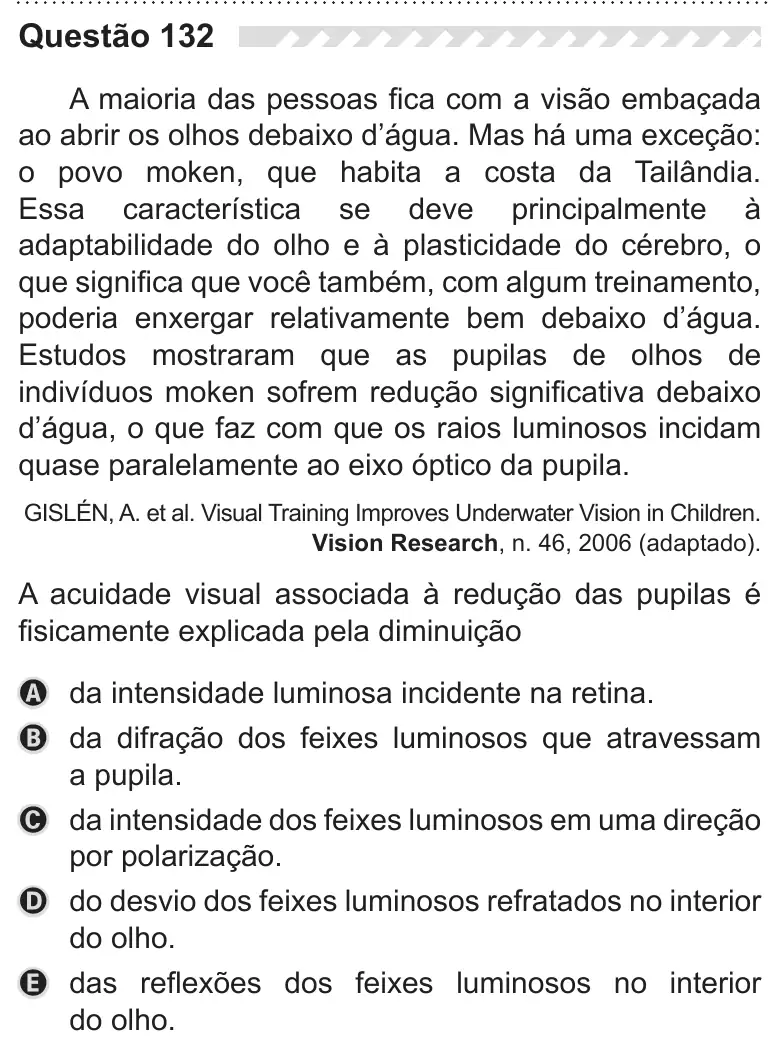 Questão 132
A maioria das pessoas fica com a visão embaçada
ao abrir os olhos debaixo d’água. Mas há uma exceção:
o povo moken, que habita a costa da Tailândia.
Essa característica se deve principalmente à
adaptabilidade do olho e à plasticidade do cérebro, o
que significa que você também, com algum treinamento,
poderia enxergar relativamente bem debaixo d’água.
Estudos mostraram que as pupilas de olhos de
indivíduos moken sofrem redução significativa debaixo
d’água, o que faz com que os raios luminosos incidam
quase paralelamente ao eixo óptico da pupila.
GISLÉN, A. et al. Visual Training Improves Underwater Vision in Children.
Vision Research, n. 46, 2006 (adaptado).
A acuidade visual associada à redução das pupilas é
fisicamente explicada pela diminuição
A da intensidade luminosa incidente na retina.
B da difração dos feixes luminosos que atravessam
a pupila.
C da intensidade dos feixes luminosos em uma direção
por polarização.
D do desvio dos feixes luminosos refratados no interior
do olho.
E das reflexões dos feixes luminosos no interior
do olho.